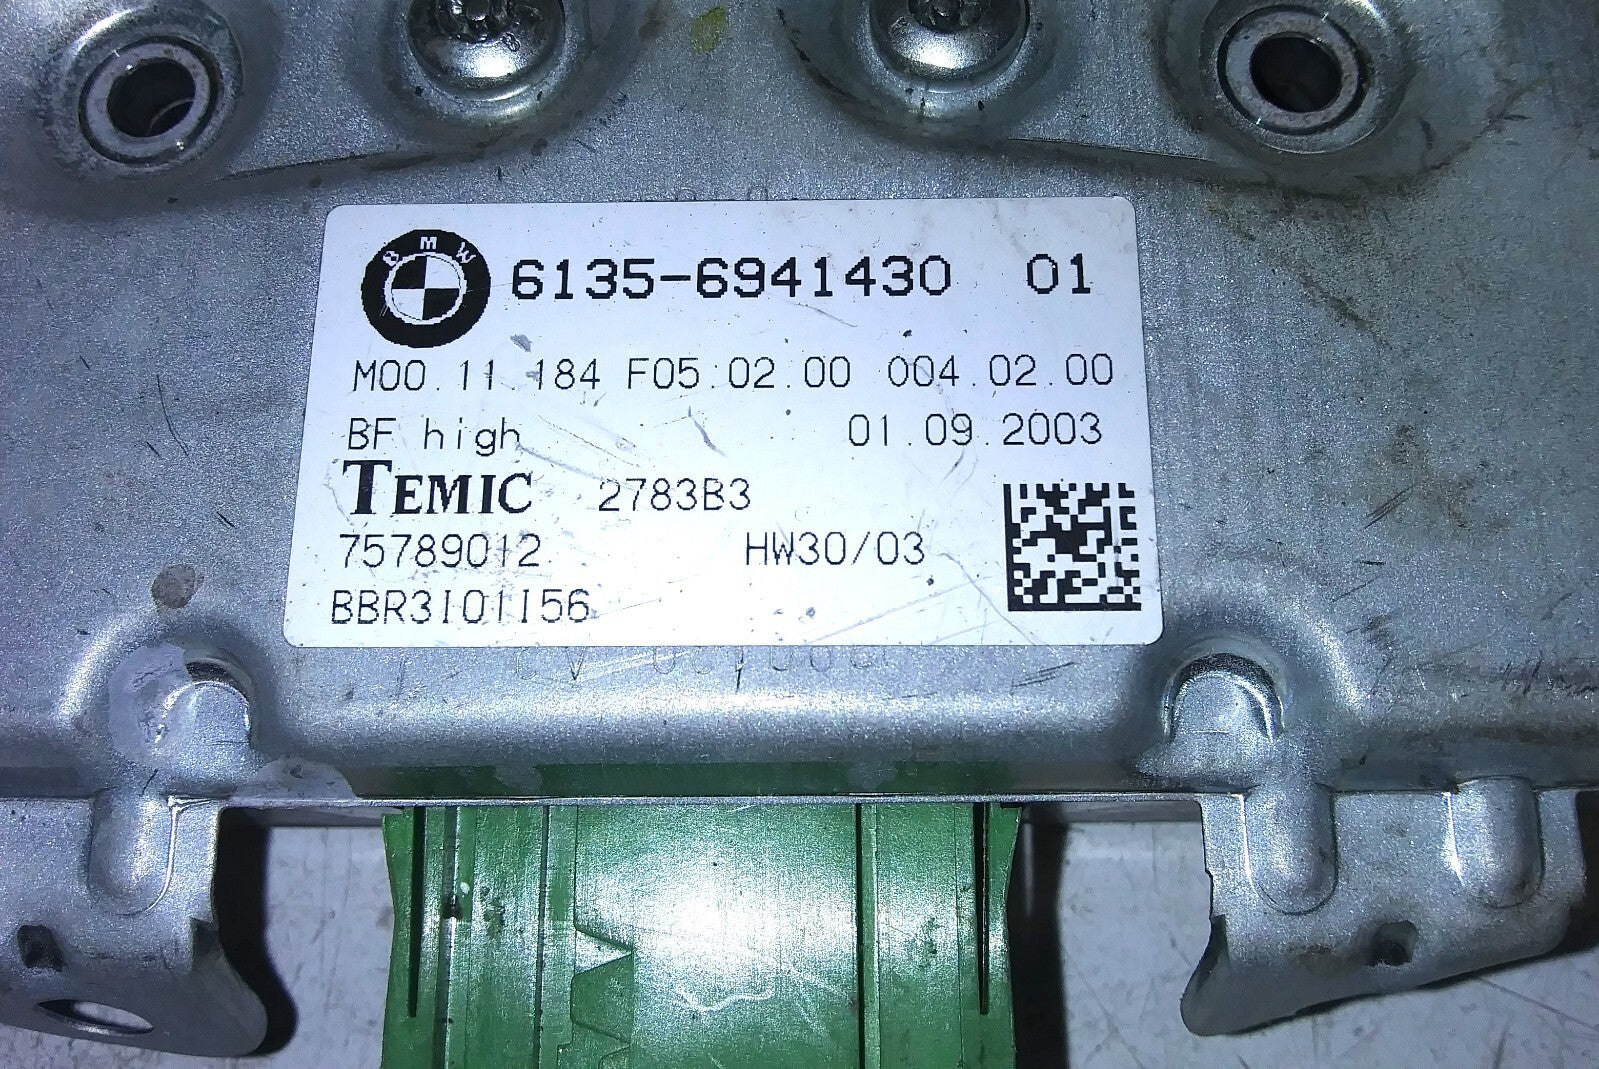 BMW 6135-6941430 01
M00.11.184 F05.02.00 004.02.00
BF high 01.09.2003
TEMIC 2783B3
75789012 HW30/03
BBR3101156